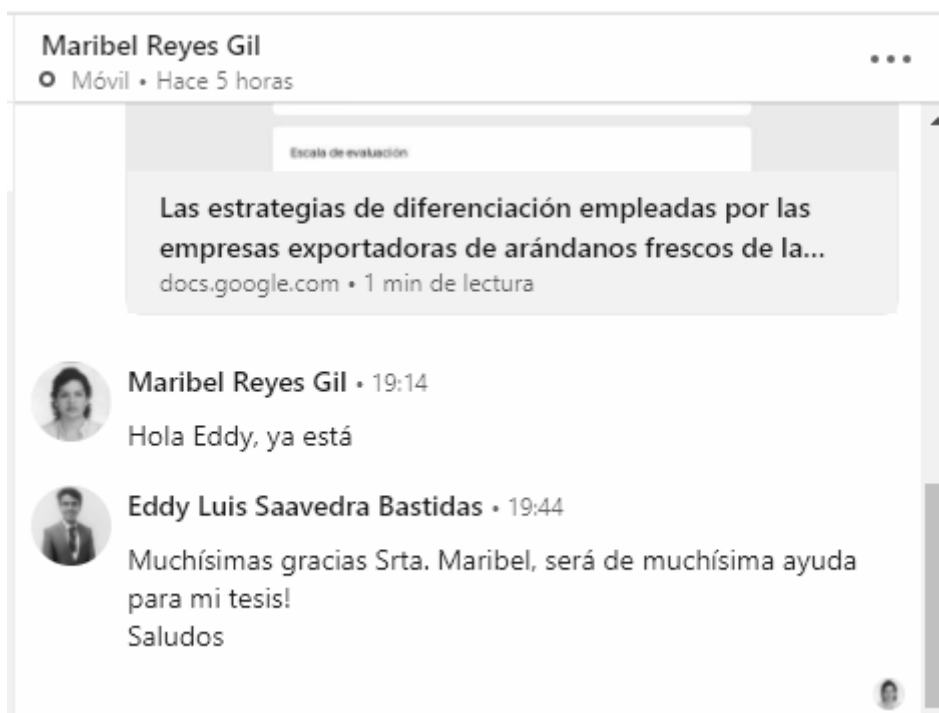 Maribel Reyes Gil
Móvil • Hace 5 horas
Escala de evaluación
Las estrategias de diferenciación empleadas por las
empresas exportadoras de arándanos frescos de la...
docs.google.com • 1 min de lectura
Maribel Reyes Gil • 19:14
Hola Eddy, ya está
Eddy Luis Saavedra Bastidas • 19:44
Muchísimas gracias Srta. Maribel, será de muchísima ayuda
para mi tesis!
Saludos